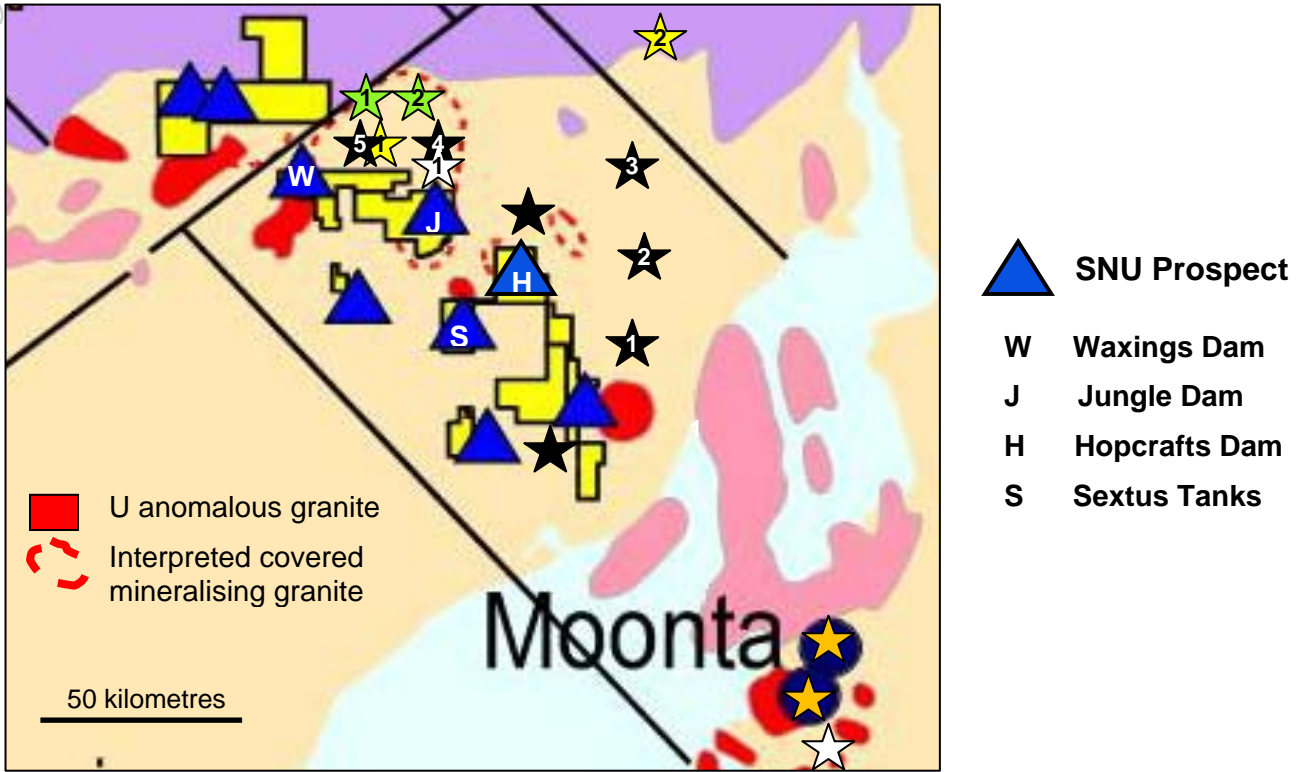 2
1 2
5 1 4
1
3
W
J
2
H
S
1
SNU Prospect
W Waxings Dam
J Jungle Dam
H Hopcrafts Dam
S Sextus Tanks
U anomalous granite
Interpreted covered
mineralising granite
Moonta
50 kilometres